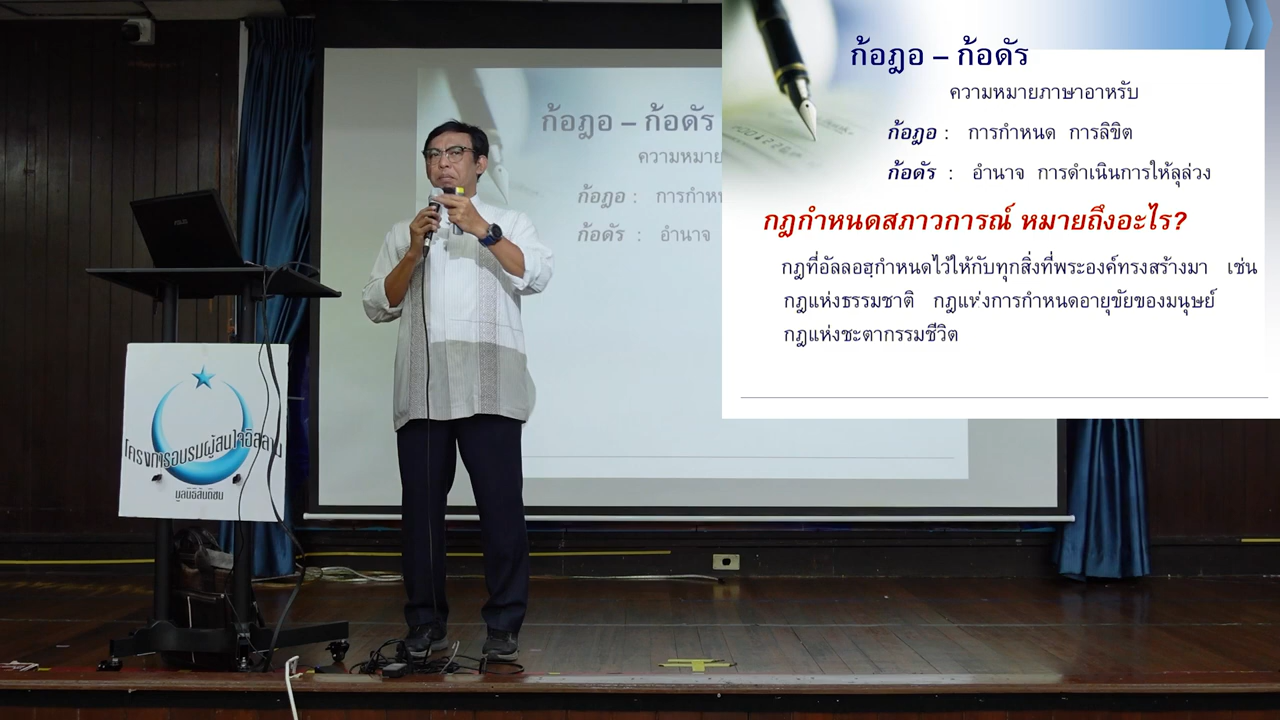 ก้อฎอ – ก้อดัร
ความหมายภาษาอาหรับ
ก้อฎอ : การกำหนด การลิขิต
ก้อดัร : อำนาจ การดำเนินการให้ลุล่วง
กฎกำหนดสภาวการณ์ หมายถึงอะไร?
กฎที่อัลลอฮฺกำหนดไว้ให้กับทุกสิ่งที่พระองค์ทรงสร้างมา เช่น
กฎแห่งธรรมชาติ กฎแห่งการกำหนดอายุขัยของมนุษย์
กฎแห่งชะตากรรมชีวิต
ก้อฎอ – ก้อดัร
ความหมาย
ก้อฎอ : การกำห
ก้อดัร : อำนาจ
ASUS
โครงการอบรมผู้สนใจอิสลาม
มูลนิธิสันติชน